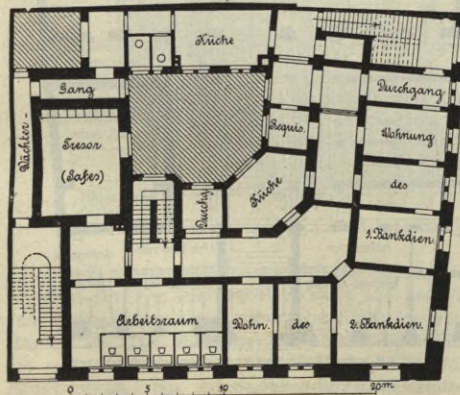 Küche
Gang
Durchgang
Wächter-
Tresor
(Safes)
Requis.
Wohnung
Durchg.
Küche
des
1. Bankdien.
Arbeitsraum
Wohn.
des
2. Bankdien.
0 5 10 20m